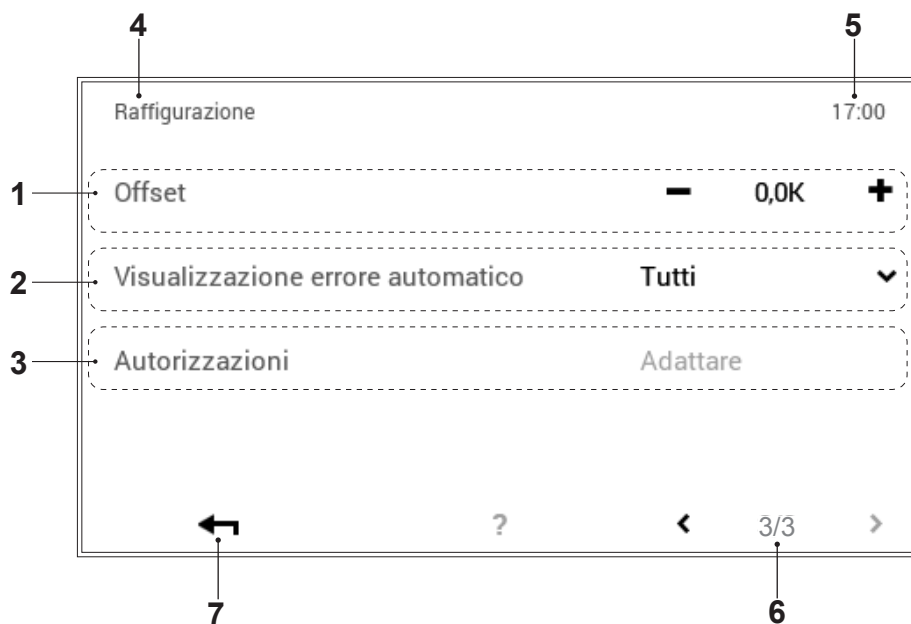 4 5
Raffigurazione 17:00
1 Offset − 0,0K +
2 Visualizzazione errore automatico Tutti
3 Autorizzazioni Adattare
? < 3/3 >
7 6